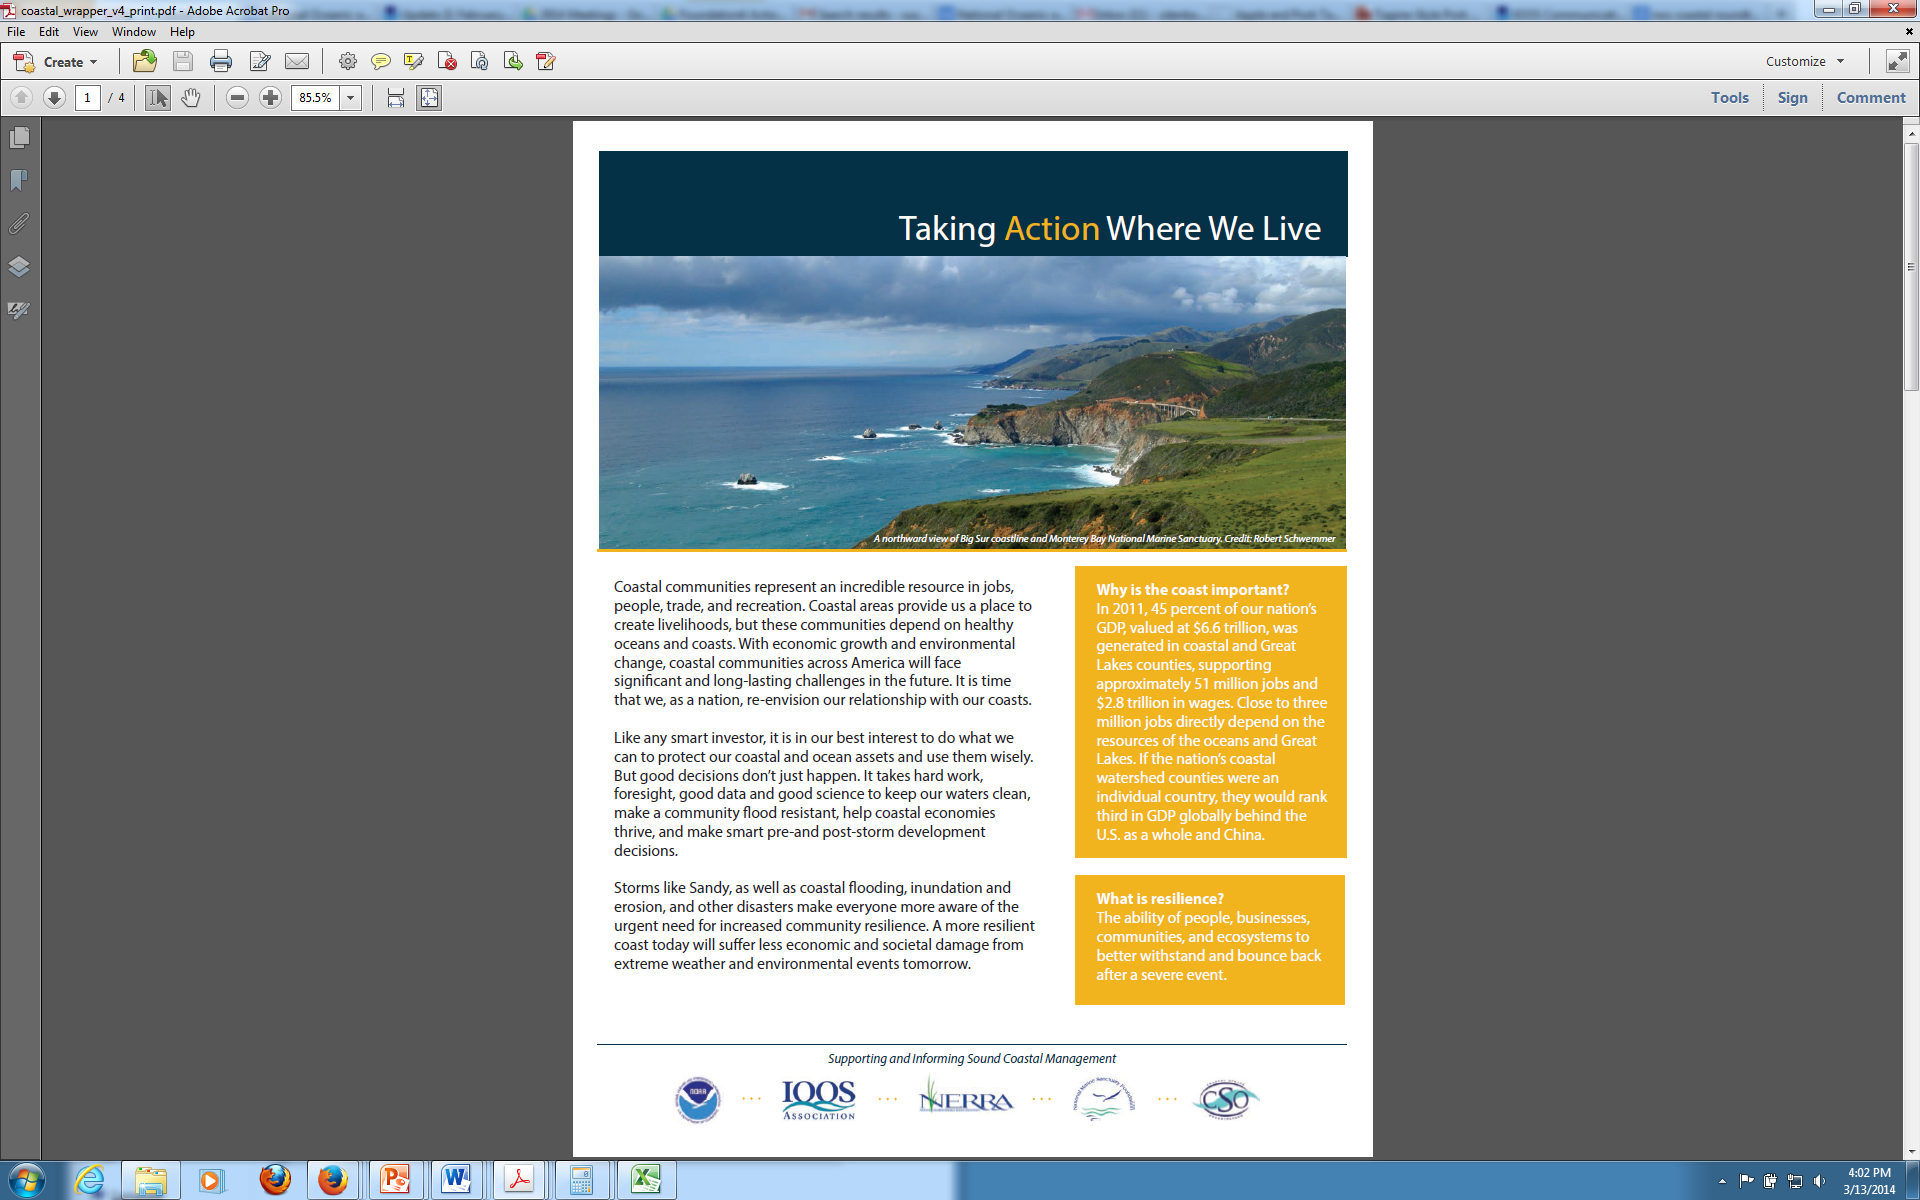 coastal_wrapper_v4_print.pdf - Adobe Acrobat Pro
File Edit View Window Help
Create
Customize
1 / 4
85.5%
Tools Sign Comment
Taking Action Where We Live
A northward view of Big Sur coastline and Monterey Bay National Marine Sanctuary. Credit: Robert Schwemmer
Coastal communities represent an incredible resource in jobs,
people, trade, and recreation. Coastal areas provide us a place to
create livelihoods, but these communities depend on healthy
oceans and coasts. With economic growth and environmental
change, coastal communities across America will face
significant and long-lasting challenges in the future. It is time
that we, as a nation, re-envision our relationship with our coasts.
Like any smart investor, it is in our best interest to do what we
can to protect our coastal and ocean assets and use them wisely.
But good decisions don't just happen. It takes hard work,
foresight, good data and good science to keep our waters clean,
make a community flood resistant, help coastal economies
thrive, and make smart pre-and post-storm development
decisions.
Storms like Sandy, as well as coastal flooding, inundation and
erosion, and other disasters make everyone more aware of the
urgent need for increased community resilience. A more resilient
coast today will suffer less economic and societal damage from
extreme weather and environmental events tomorrow.
Why is the coast important?
In 2011, 45 percent of our nation's
GDP, valued at $6.6 trillion, was
generated in coastal and Great
Lakes counties, supporting
approximately 51 million jobs and
$2.8 trillion in wages. Close to three
million jobs directly depend on the
resources of the oceans and Great
Lakes. If the nation's coastal
watershed counties were an
individual country, they would rank
third in GDP globally behind the
U.S. as a whole and China.
What is resilience?
The ability of people, businesses,
communities, and ecosystems to
better withstand and bounce back
after a severe event.
Supporting and Informing Sound Coastal Management
NOAA
IOOS
ASSOCIATION
NERRA
National Marine Sanctuary Foundation
CSO
4:02 PM
3/13/2014